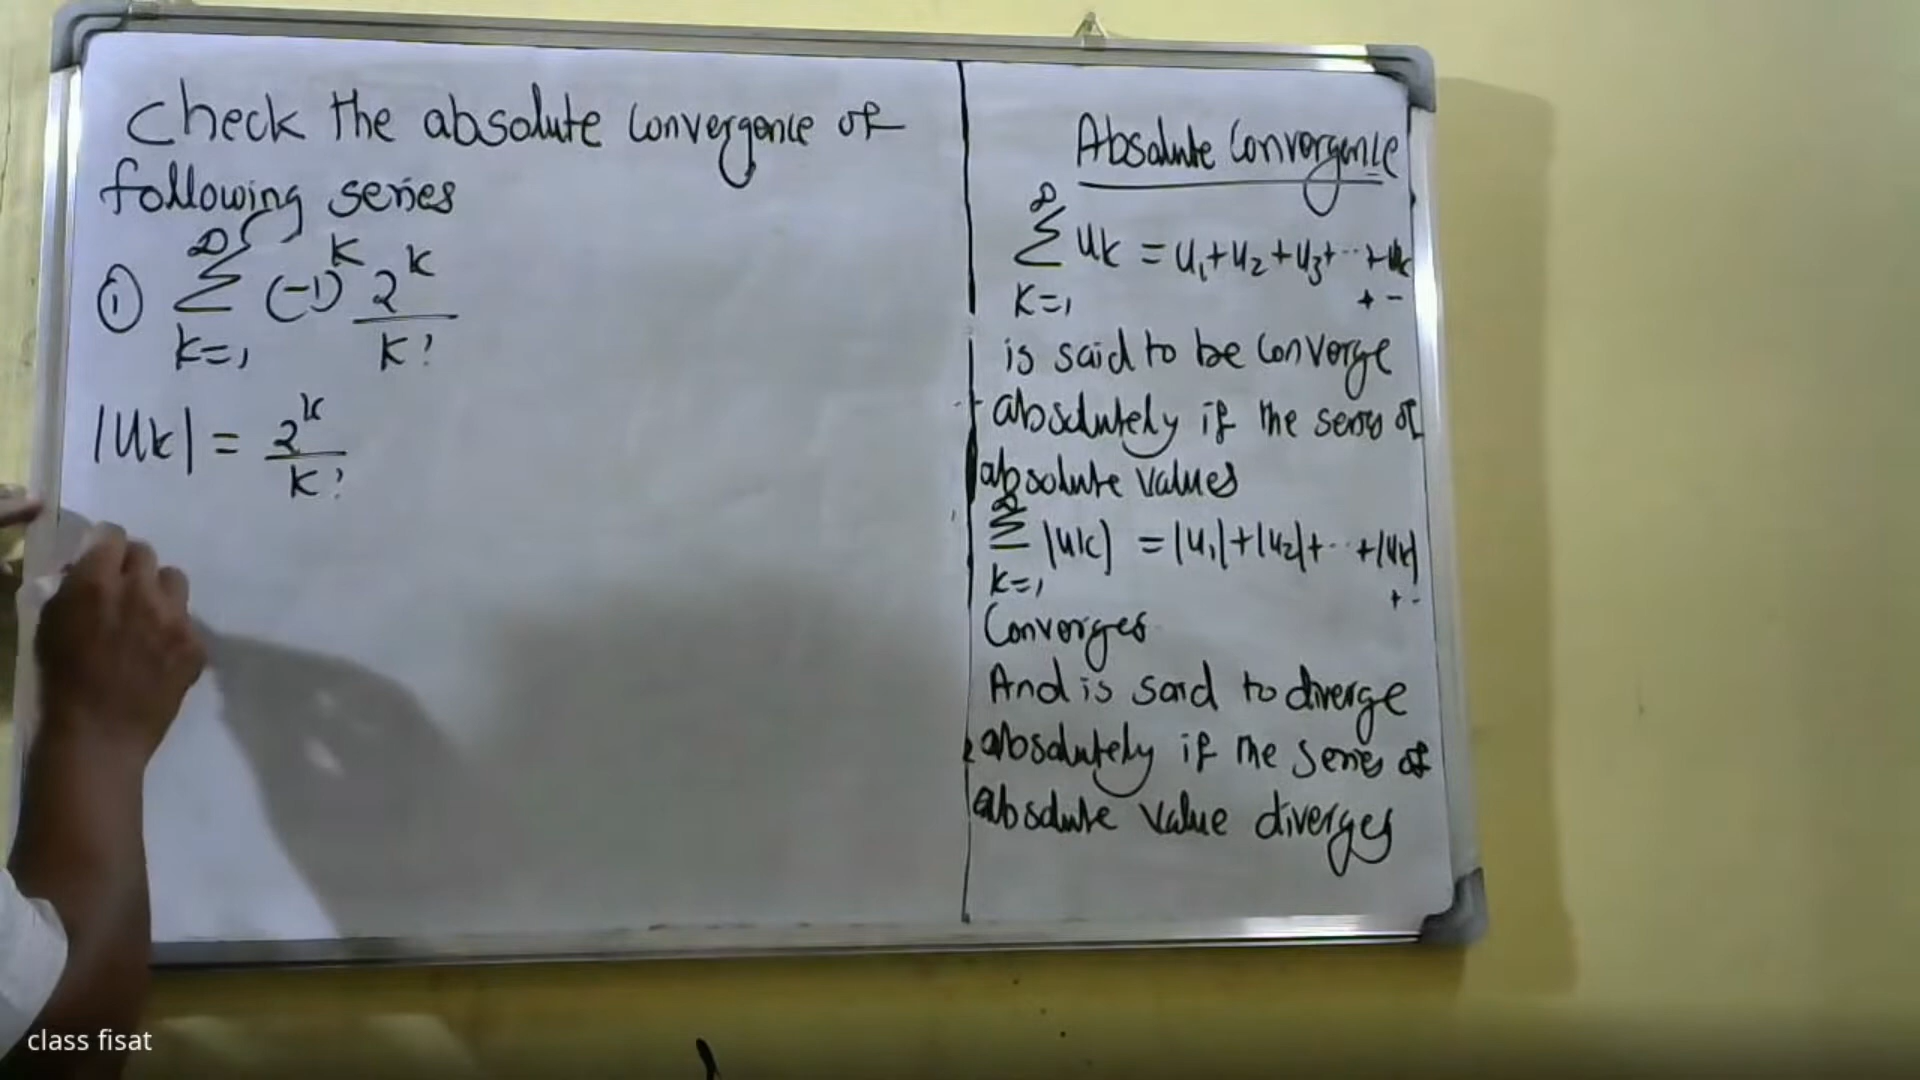 Check the absolute convergence of
following series
① ∞ Σ k=1 (-1)^k 2^k / k!
|Uk| = 2^k / k!
Absolute Convergence
∞ Σ k=1 uk = u₁+u₂+u₃+...+uk + -
is said to be converge
absolutely if the series of
absolute values
∞ Σ k=1 |uk| = |u₁|+|u₂|+...+|uk| + -
Converges
And is said to diverge
absolutely if the series of
absolute value diverges
class fisat